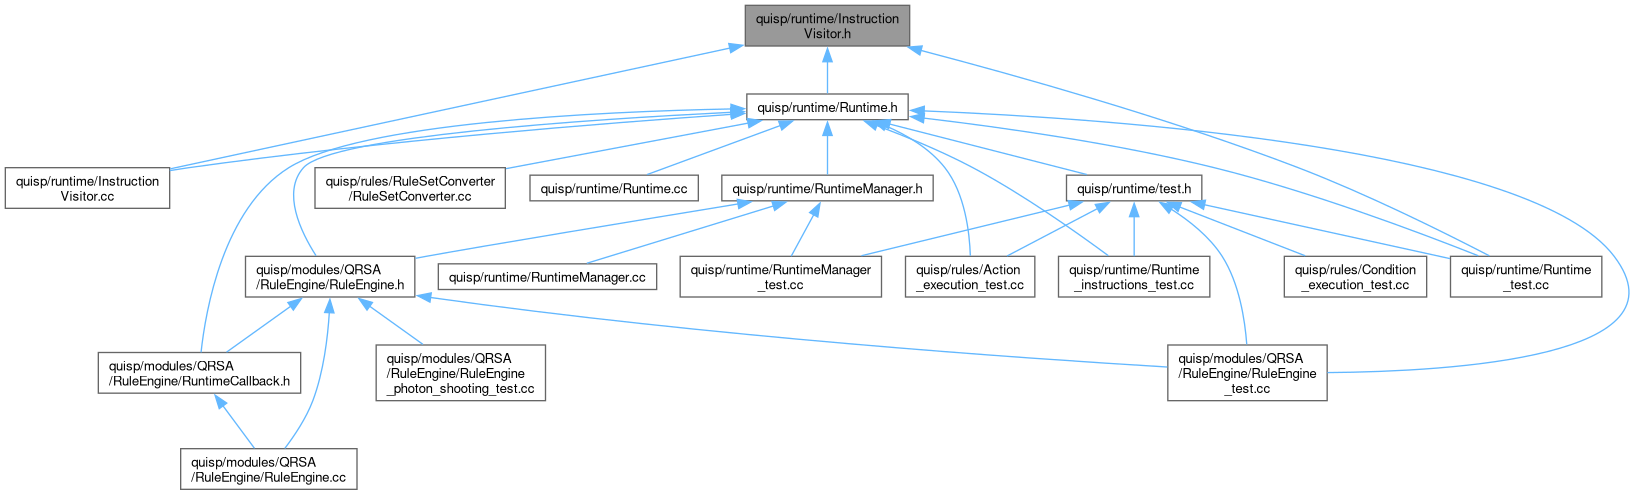 quisp/runtime/Instruction
Visitor.h
quisp/runtime/Runtime.h
quisp/runtime/Instruction
Visitor.cc
quisp/rules/RuleSetConverter
/RuleSetConverter.cc
quisp/runtime/Runtime.cc
quisp/runtime/RuntimeManager.h
quisp/runtime/test.h
quisp/modules/QRSA
/RuleEngine/RuleEngine.h
quisp/runtime/RuntimeManager.cc
quisp/runtime/RuntimeManager
_test.cc
quisp/rules/Action
_execution_test.cc
quisp/runtime/Runtime
_instructions_test.cc
quisp/rules/Condition
_execution_test.cc
quisp/runtime/Runtime
_test.cc
quisp/modules/QRSA
/RuleEngine/RuntimeCallback.h
quisp/modules/QRSA
/RuleEngine/RuleEngine
_photon_shooting_test.cc
quisp/modules/QRSA
/RuleEngine/RuleEngine
_test.cc
quisp/modules/QRSA
/RuleEngine/RuleEngine.cc